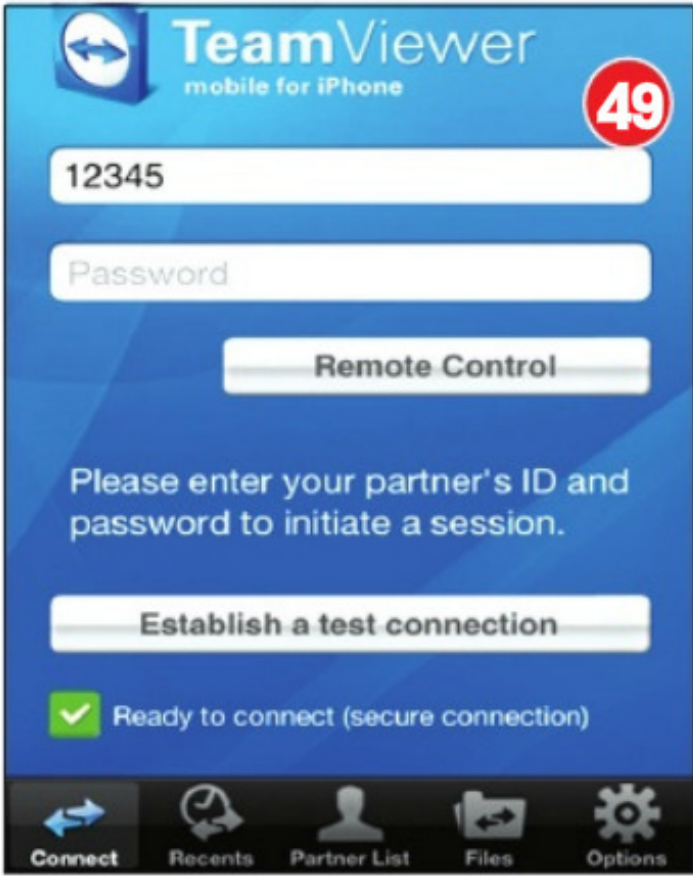 TeamViewer
mobile for iPhone
49
12345
Password
Remote Control
Please enter your partner's ID and
password to initiate a session.
Establish a test connection
Ready to connect (secure connection)
Connect Recents Partner List Files Options